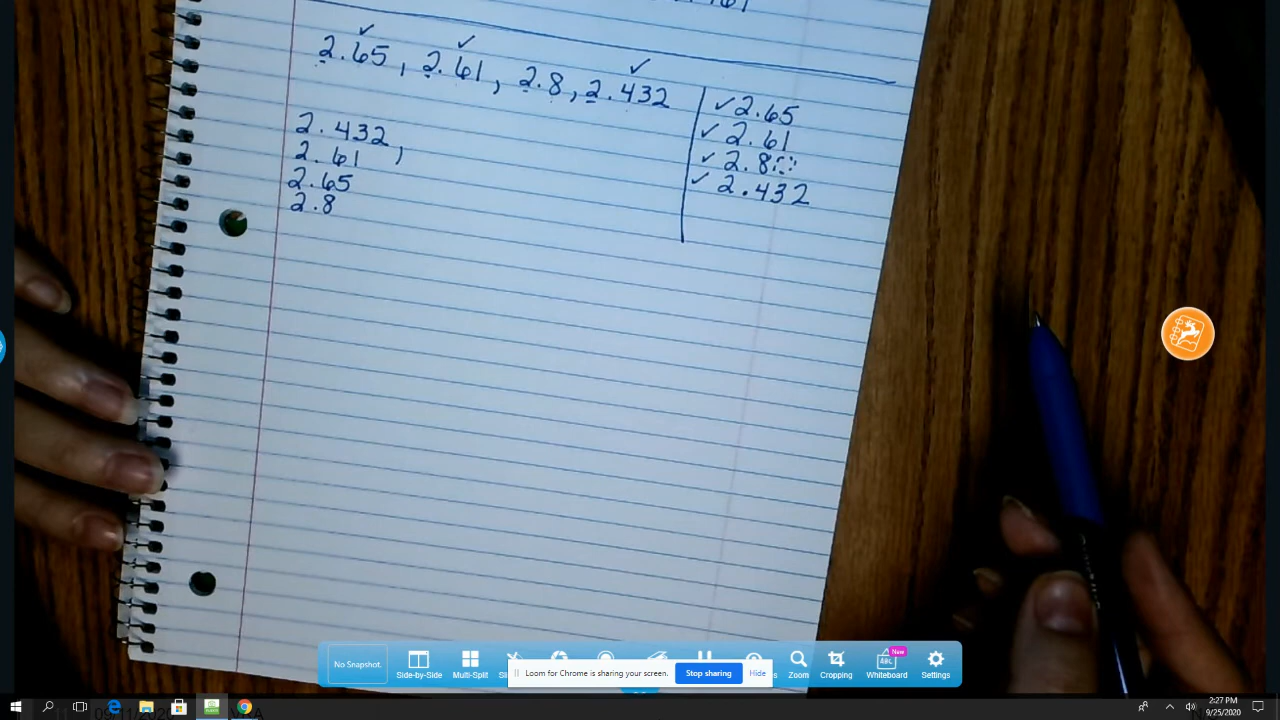 2.65, 2.61, 2.8, 2.432
2.432,
2.61
2.65
2.8
✓2.65
✓2.61
✓2.8
✓2.432
No Snapshot.
Side-by-Side
Multi-Split
Zoom
Cropping
New
ABC
Whiteboard
Settings
Loom for Chrome is sharing your screen.
Stop sharing
Hide
2:27 PM
9/25/2020